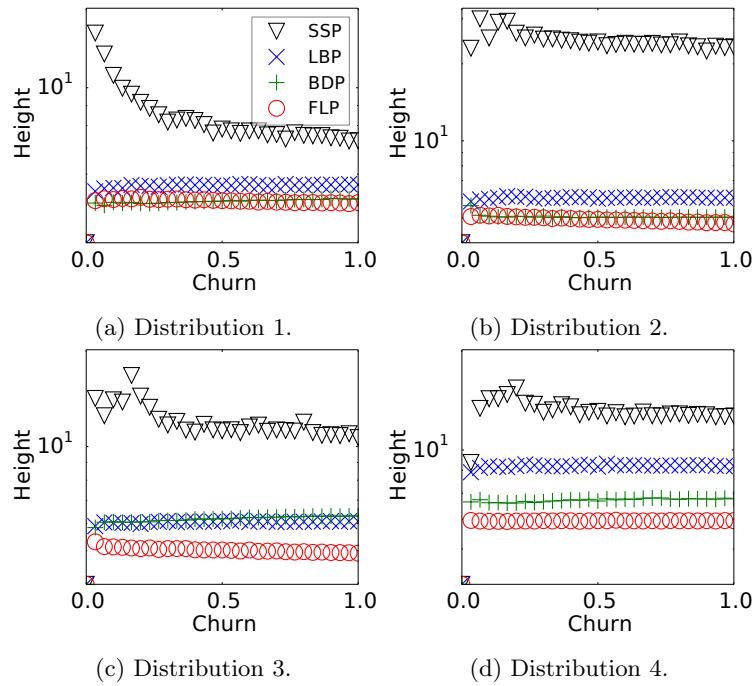 Height
10^1
SSP
LBP
BDP
FLP
0.0 0.5 1.0
Churn
(a) Distribution 1.
Height
10^1
0.0 0.5 1.0
Churn
(b) Distribution 2.
Height
10^1
0.0 0.5 1.0
Churn
(c) Distribution 3.
Height
10^1
0.0 0.5 1.0
Churn
(d) Distribution 4.